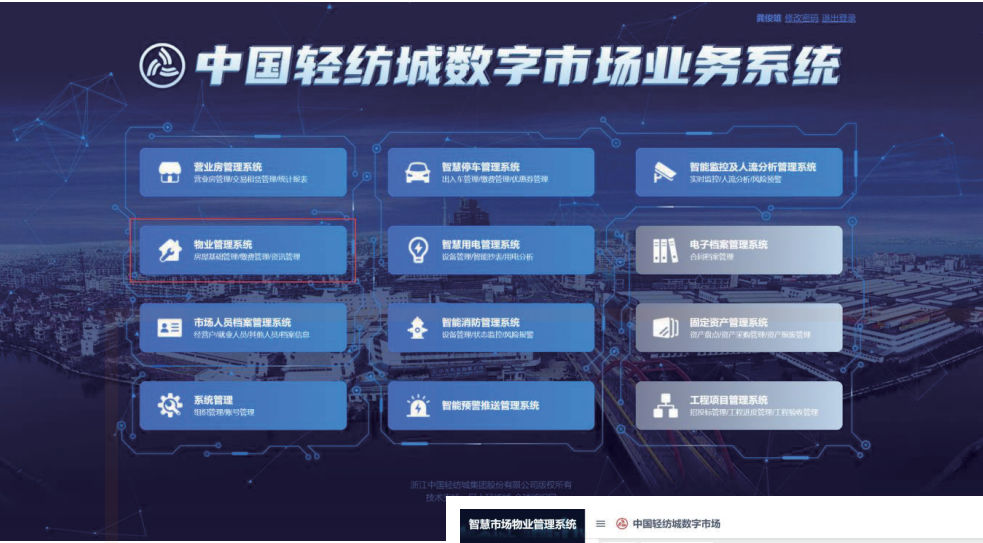 龚俊雄 修改密码 退出登录
中国轻纺城数字市场业务系统
营业房管理系统
营业房管理/交易租赁管理/统计报表
智慧停车管理系统
出入车管理/缴费管理/优惠券管理
智能监控及人流分析管理系统
实时监控/人流分析/风险预警
物业管理系统
房屋基础管理/缴费管理/资讯管理
智慧用电管理系统
设备管理/智能抄表/用电分析
电子档案管理系统
合同档案管理
市场人员档案管理系统
经营户/从业人员/其他人员/档案信息
智能消防管理系统
设备管理/状态监控/风险报警
固定资产管理系统
资产盘点/资产采购管理/资产报废管理
系统管理
组织管理/账号管理
智能预警推送管理系统
工程项目管理系统
招投标管理/工程进度管理/工程验收管理
浙江中国轻纺城集团股份有限公司版权所有
技术
智慧市场物业管理系统
中国轻纺城数字市场